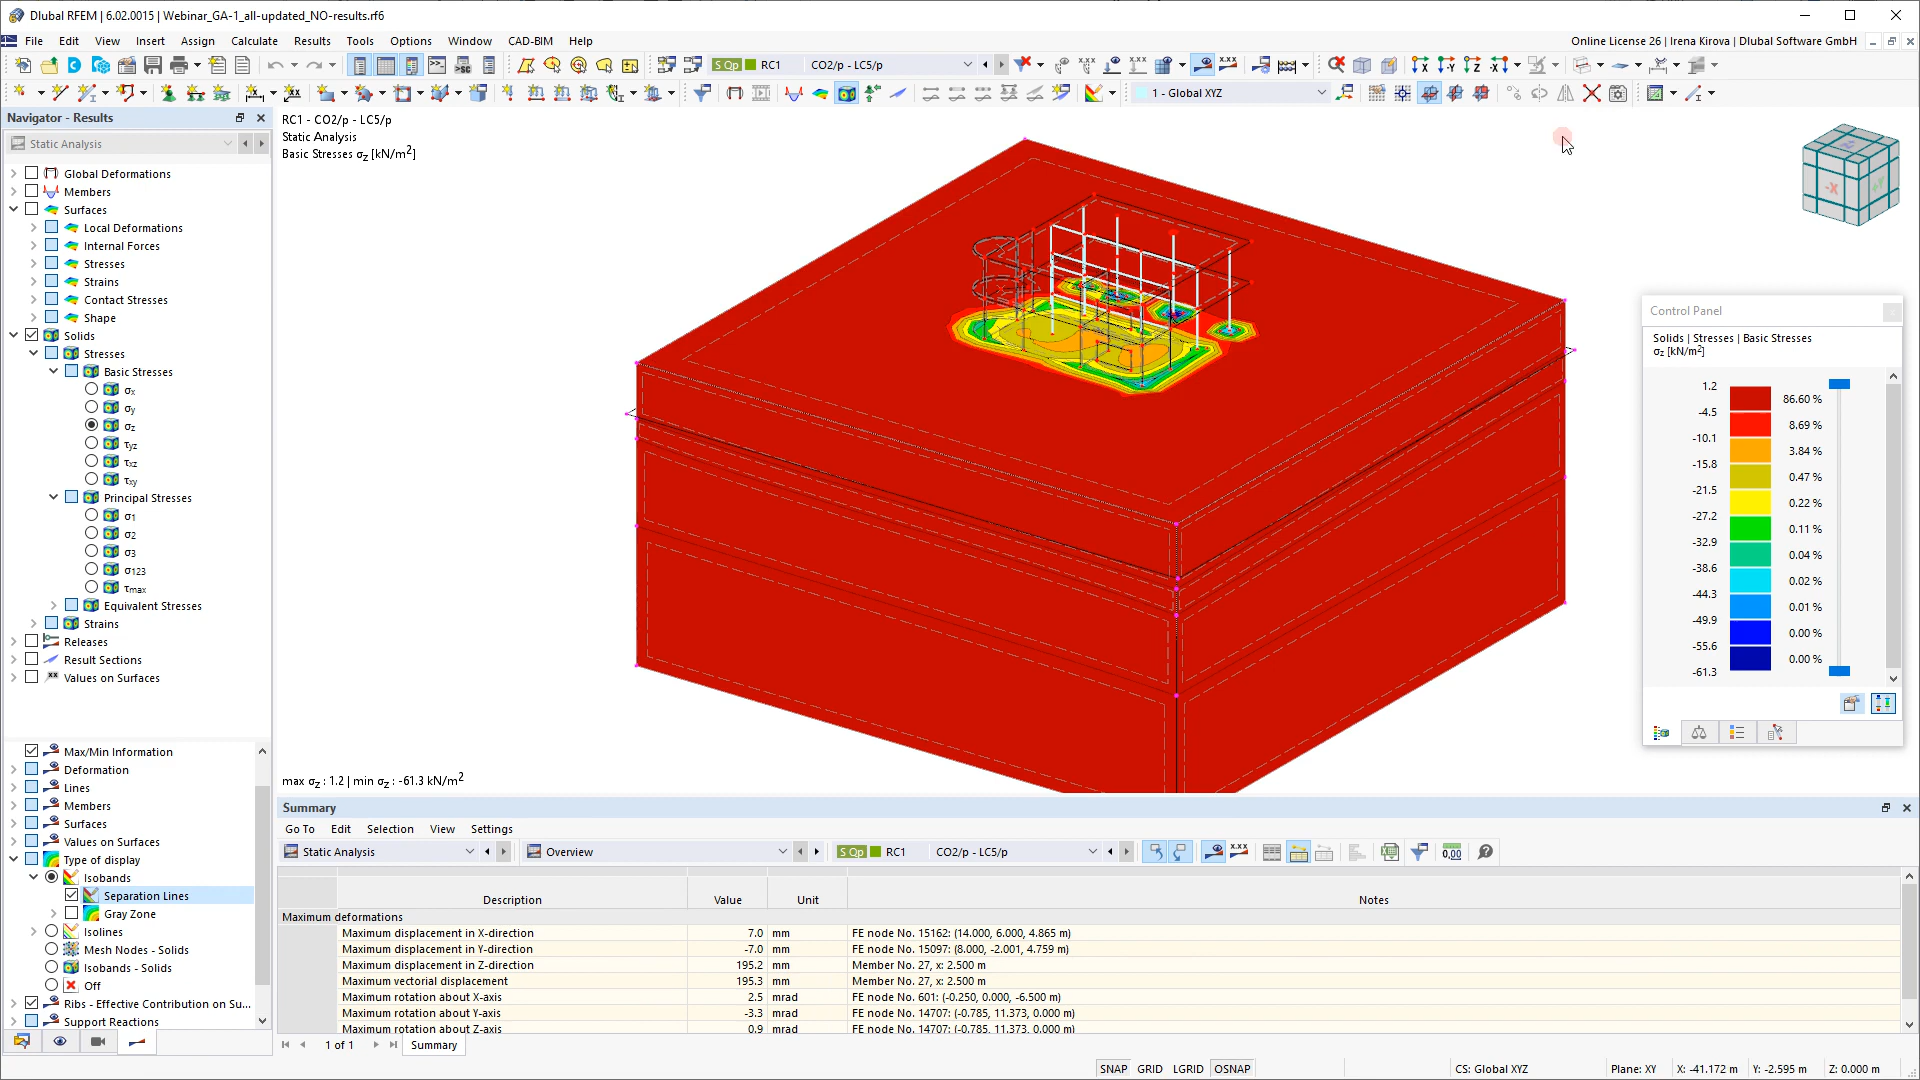 Dlubal RFEM | 6.02.0015 | Webinar_GA-1_all-updated_NO-results.rf6
File Edit View Insert Assign Calculate Results Tools Options Window CAD-BIM Help
Online License 26 | Irena Kirova | Dlubal Software GmbH
S Qp RC1 CO2/p - LC5/p
1 - Global XYZ
Navigator - Results
Static Analysis
Global Deformations
Members
Surfaces
Local Deformations
Internal Forces
Stresses
Strains
Contact Stresses
Shape
Solids
Stresses
Basic Stresses
σx
σy
σz
τyz
τxz
τxy
Principal Stresses
σ1
σ2
σ3
σ123
τmax
Equivalent Stresses
Strains
Releases
Result Sections
Values on Surfaces
Max/Min Information
Deformation
Lines
Members
Surfaces
Values on Surfaces
Type of display
Isobands
Separation Lines
Gray Zone
Isolines
Mesh Nodes - Solids
Isobands - Solids
Off
Ribs - Effective Contribution on Su...
Support Reactions
RC1 - CO2/p - LC5/p
Static Analysis
Basic Stresses σz [kN/m2]
-X
max σz : 1.2 | min σz : -61.3 kN/m2
Control Panel
Solids | Stresses | Basic Stresses
σz [kN/m2]
1.2
86.60 %
-4.5
8.69 %
-10.1
3.84 %
-15.8
0.47 %
-21.5
0.22 %
-27.2
0.11 %
-32.9
0.04 %
-38.6
0.02 %
-44.3
0.01 %
-49.9
0.00 %
-55.6
0.00 %
-61.3
Summary
Go To Edit Selection View Settings
Static Analysis Overview S Qp RC1 CO2/p - LC5/p
Description Value Unit Notes
Maximum deformations
Maximum displacement in X-direction 7.0 mm FE node No. 15162: (14.000, 6.000, 4.865 m)
Maximum displacement in Y-direction -7.0 mm FE node No. 15097: (8.000, -2.001, 4.759 m)
Maximum displacement in Z-direction 195.2 mm Member No. 27, x: 2.500 m
Maximum vectorial displacement 195.3 mm Member No. 27, x: 2.500 m
Maximum rotation about X-axis 2.5 mrad FE node No. 601: (-0.250, 0.000, -6.500 m)
Maximum rotation about Y-axis -3.3 mrad FE node No. 14707: (-0.785, 11.373, 0.000 m)
Maximum rotation about Z-axis 0.9 mrad FE node No. 14707: (-0.785, 11.373, 0.000 m)
1 of 1 Summary
SNAP GRID LGRID OSNAP CS: Global XYZ Plane: XY X: -41.172 m Y: -2.595 m Z: 0.000 m